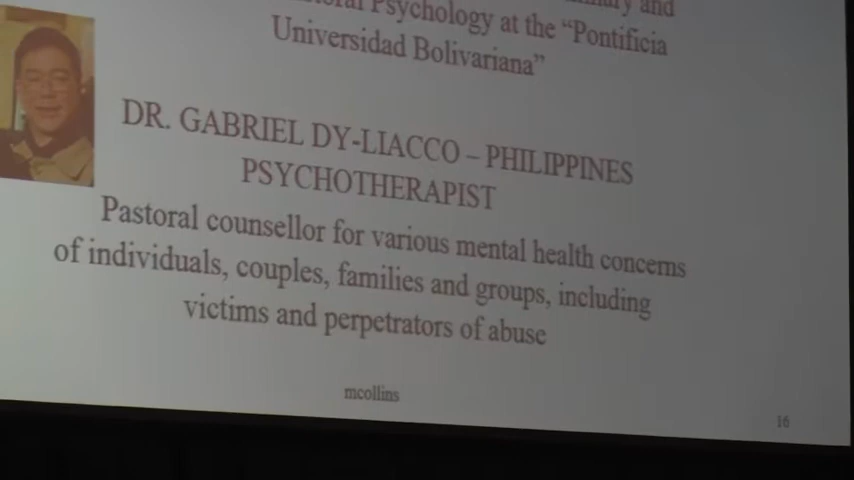 Psychology at the “Pontificia
Universidad Bolivariana”
DR. GABRIEL DY-LIACCO – PHILIPPINES
PSYCHOTHERAPIST
Pastoral counsellor for various mental health concerns
of individuals, couples, families and groups, including
victims and perpetrators of abuse
mcollins
16